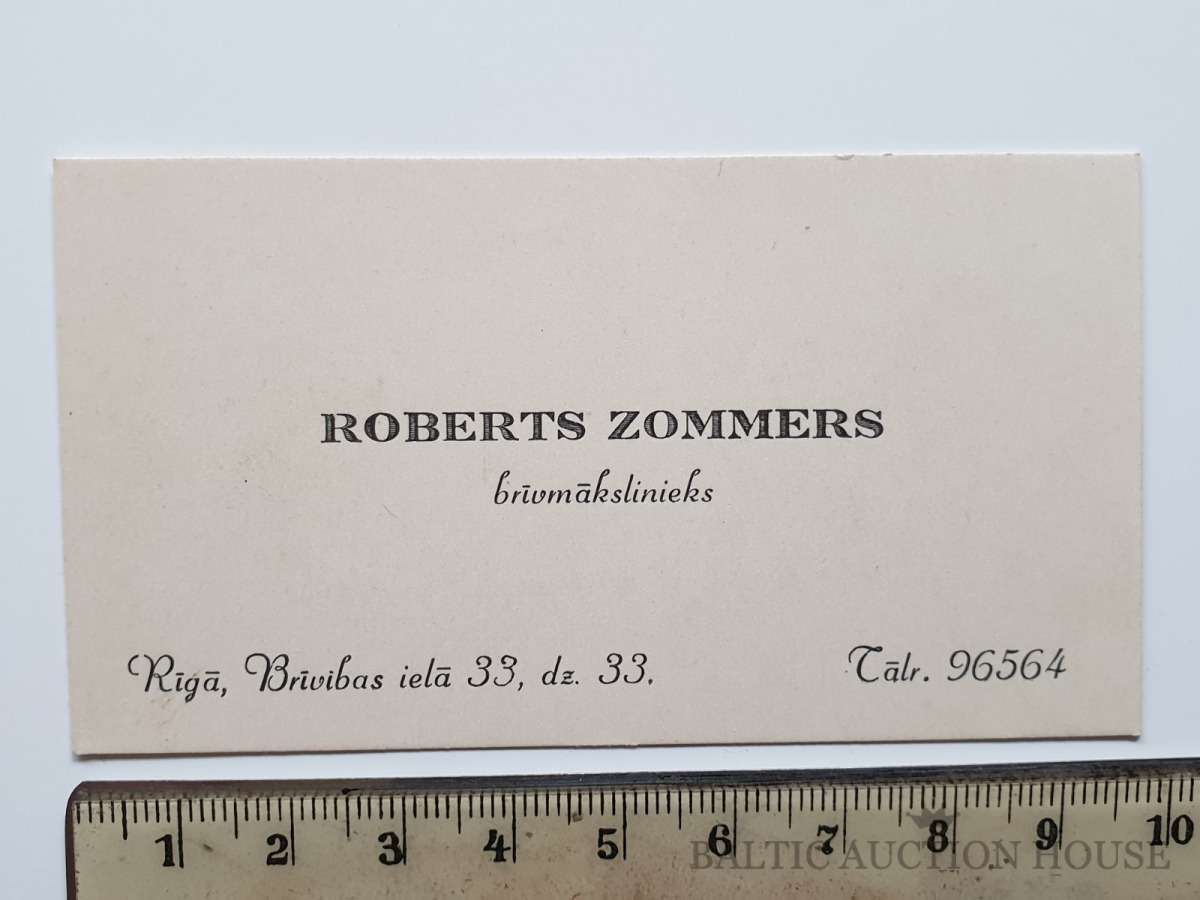 ROBERTS ZOMMERS
brīvmākslinieks
Rīgā, Brīvības ielā 33, dz. 33. Tālr. 96564
1 2 3 4 5 6 7 8 9 10
BALTIC AUCTION HOUSE